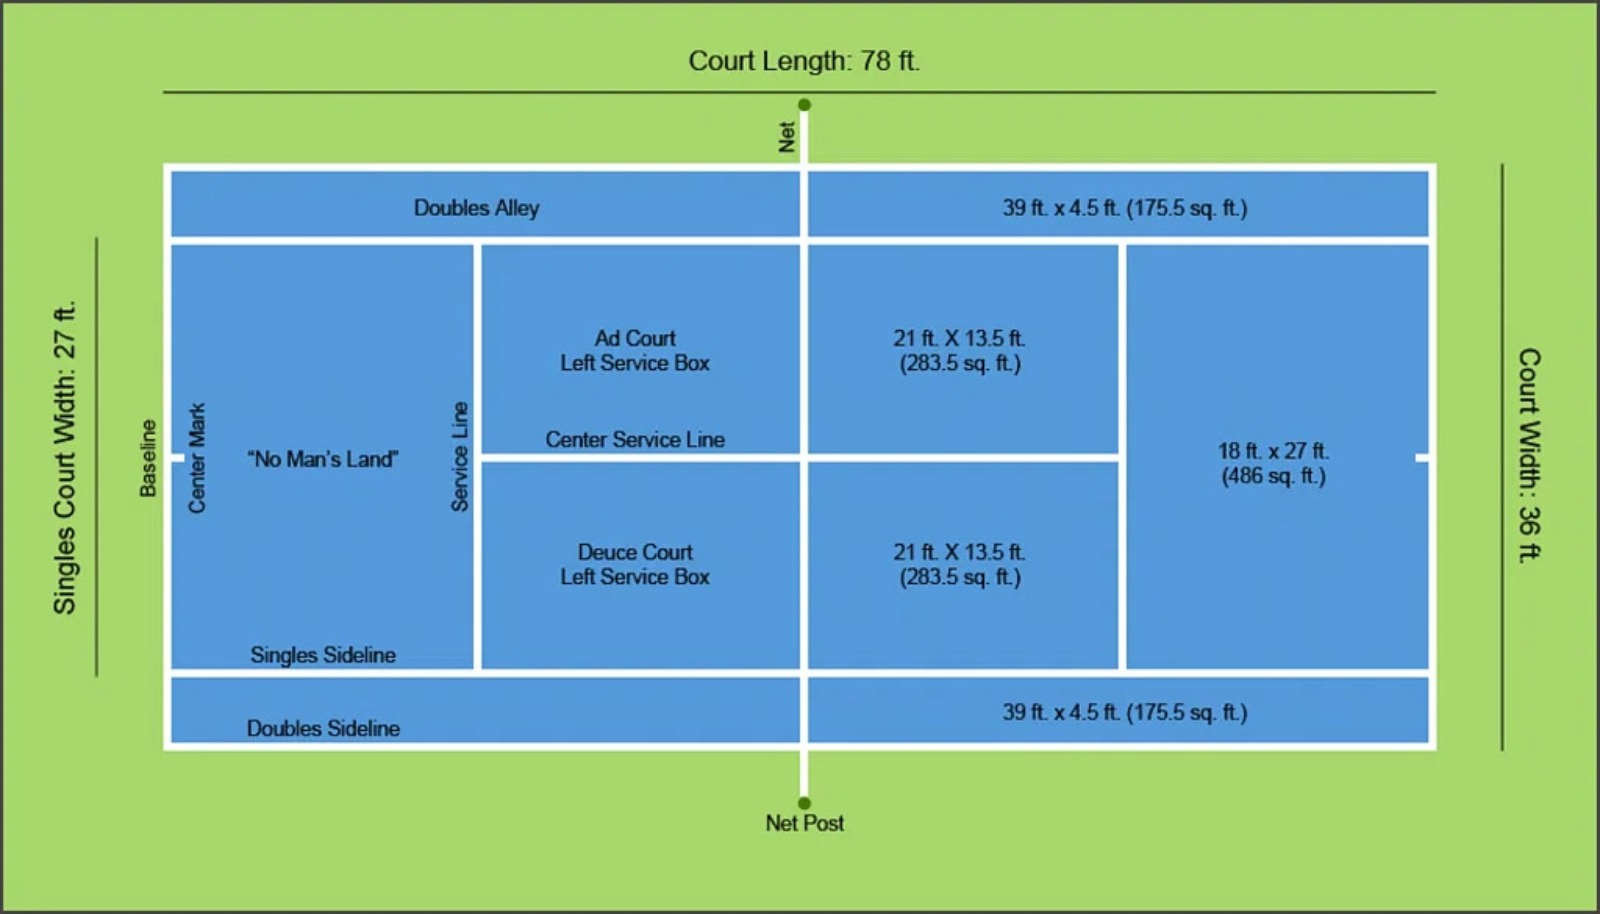 Court Length: 78 ft.
Net
Doubles Alley
39 ft. x 4.5 ft. (175.5 sq. ft.)
Singles Court Width: 27 ft.
Baseline
Center Mark
“No Man’s Land”
Service Line
Ad Court
Left Service Box
21 ft. X 13.5 ft.
(283.5 sq. ft.)
Center Service Line
18 ft. x 27 ft.
(486 sq. ft.)
Court Width: 36 ft.
Deuce Court
Left Service Box
21 ft. X 13.5 ft.
(283.5 sq. ft.)
Singles Sideline
Doubles Sideline
39 ft. x 4.5 ft. (175.5 sq. ft.)
Net Post